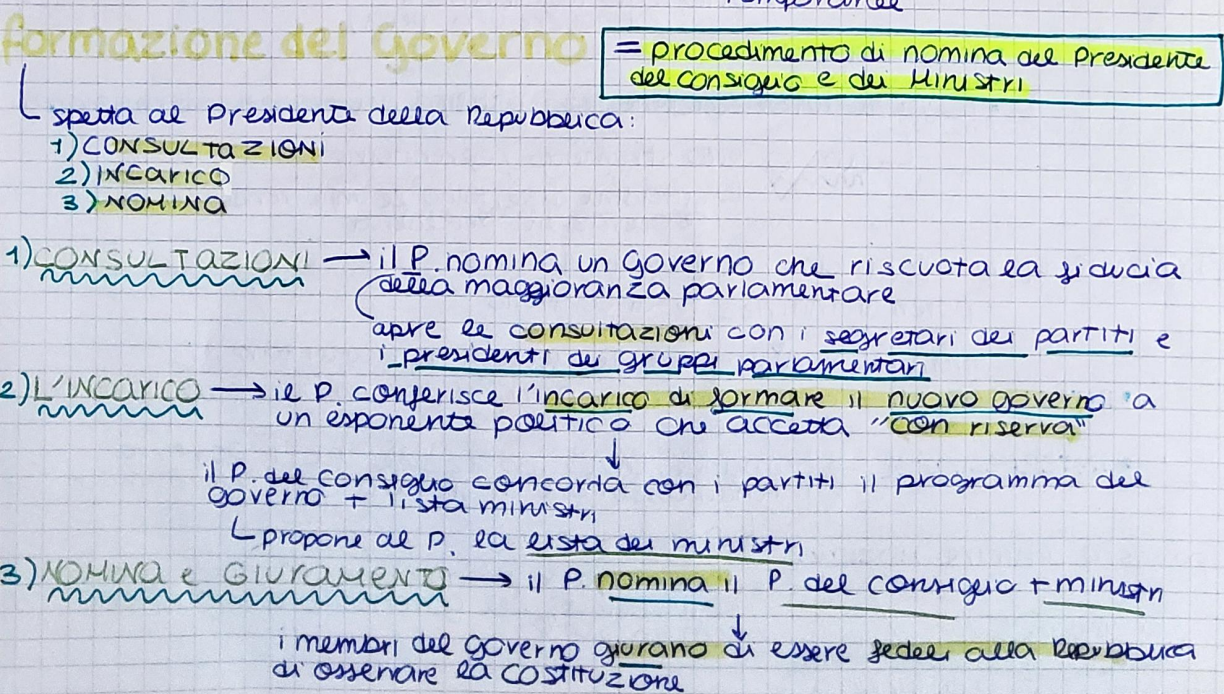 formazione del Governo
= procedimento di nomina del Presidente
del consiglio e dei Ministri
spetta al Presidente della Repubblica:
1) CONSULTAZIONI
2) INCARICO
3) NOMINA
1) CONSULTAZIONI → il P. nomina un governo che riscuota la fiducia
della maggioranza parlamentare
apre le consultazioni con i segretari dei partiti e
i presidenti dei gruppi parlamentari
2) L'INCARICO → il P. conferisce l'incarico di formare il nuovo governo a
un esponente politico che accetta "con riserva"
↓
il P. del consiglio concorda con i partiti il programma del
governo + lista ministri
propone al P. la lista dei ministri
3) NOMINA e GIURAMENTO → il P. nomina il P. del consiglio + ministri
↓
i membri del governo giurano di essere fedeli alla Repubblica
di osservare la COSTITUZIONE